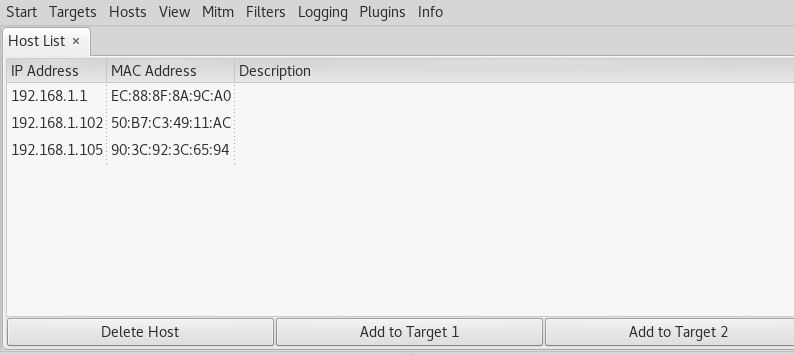 Start Targets Hosts View Mitm Filters Logging Plugins Info
Host List ×
IP Address MAC Address Description
192.168.1.1 EC:88:8F:8A:9C:A0
192.168.1.102 50:B7:C3:49:11:AC
192.168.1.105 90:3C:92:3C:65:94
Delete Host Add to Target 1 Add to Target 2